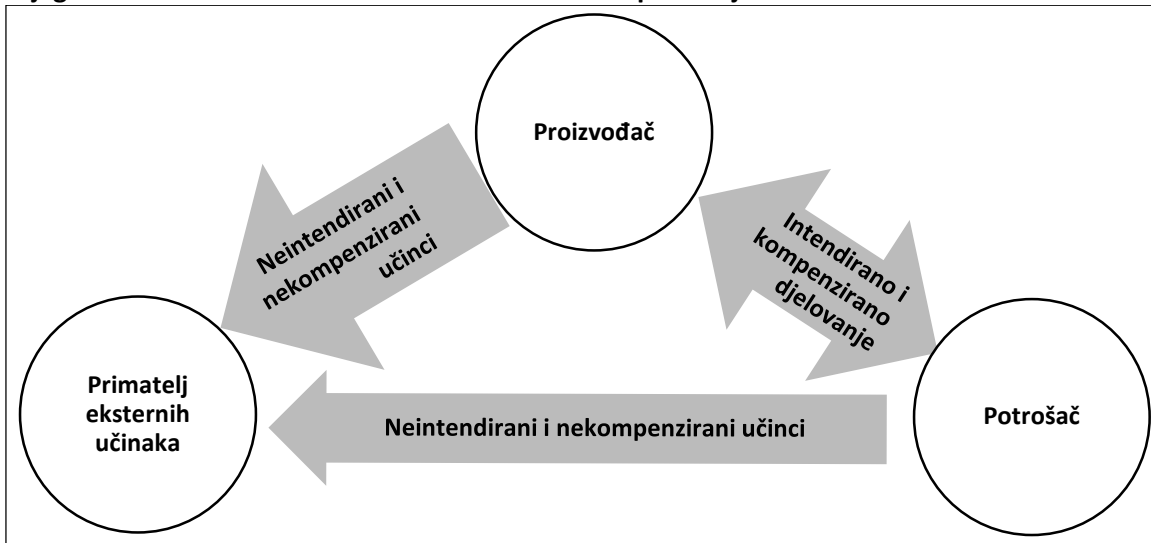 Proizvođač
Neintendirani i
nekompenzirani
učinci
Intendirano i
kompenzirano
djelovanje
Primatelj
eksternih
učinaka
Neintendirani i nekompenzirani učinci
Potrošač